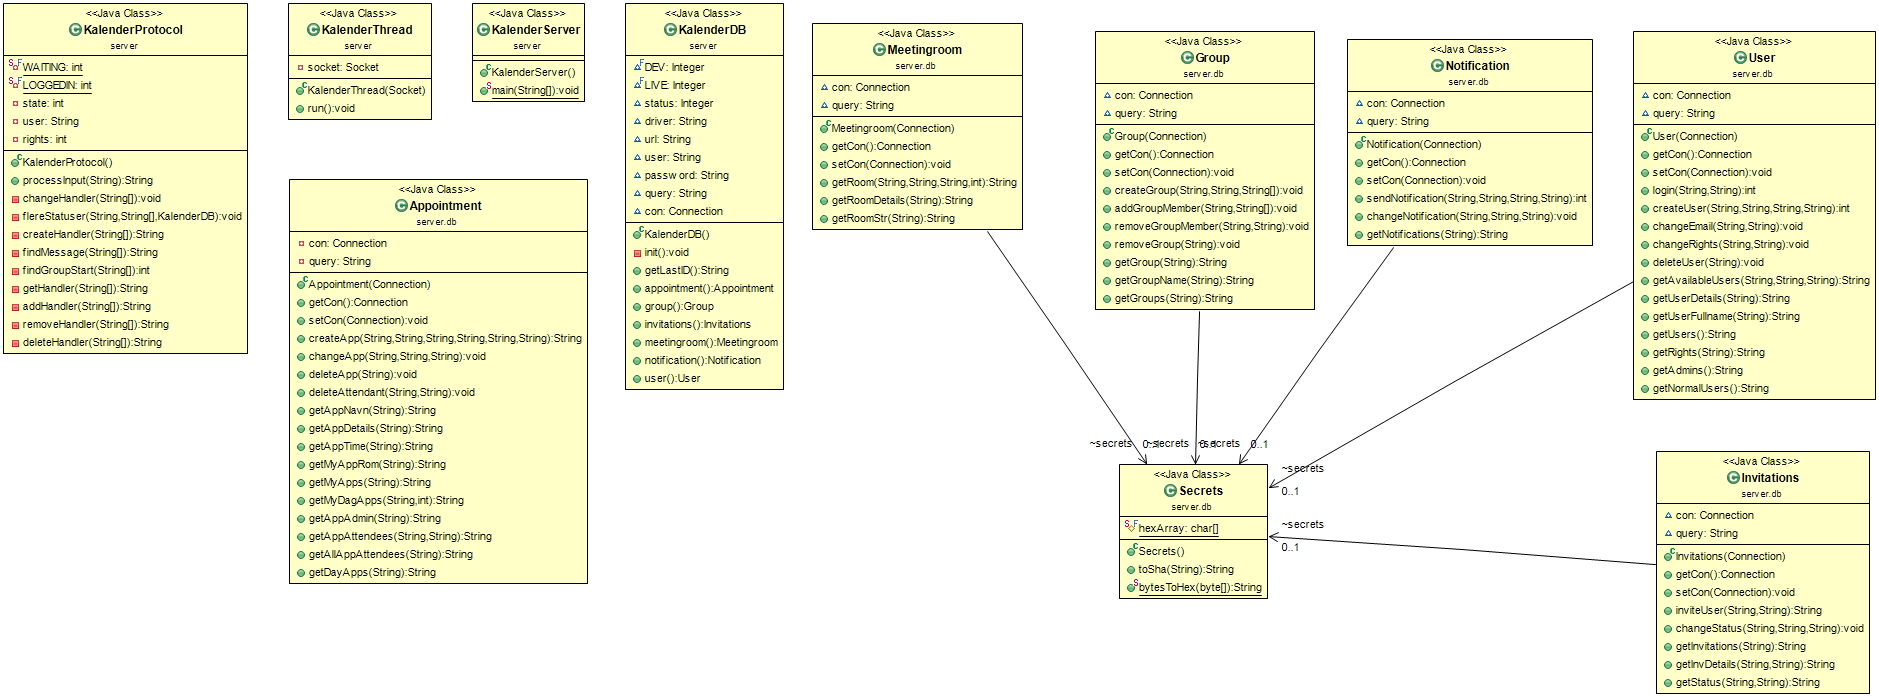 <<Java Class>>
KalenderProtocol
server
WAITING: int
LOGGEDIN: int
state: int
user: String
rights: int
KalenderProtocol()
processInput(String):String
changeHandler(String[]):void
flereStatuser(String,String[],KalenderDB):void
createHandler(String[]):String
findMessage(String[]):String
findGroupStart(String[]):int
getHandler(String[]):String
addHandler(String[]):String
removeHandler(String[]):String
deleteHandler(String[]):String
<<Java Class>>
KalenderThread
server
socket: Socket
KalenderThread(Socket)
run():void
<<Java Class>>
KalenderServer
server
KalenderServer()
main(String[]):void
<<Java Class>>
Appointment
server.db
con: Connection
query: String
Appointment(Connection)
getCon():Connection
setCon(Connection):void
createApp(String,String,String,String,String,String):String
changeApp(String,String,String):void
deleteApp(String):void
deleteAttendant(String,String):void
getAppNavn(String):String
getAppDetails(String):String
getAppTime(String):String
getMyAppRom(String):String
getMyApps(String):String
getMyDagApps(String,int):String
getAppAdmin(String):String
getAppAttendees(String,String):String
getAllAppAttendees(String):String
getDayApps(String):String
<<Java Class>>
KalenderDB
server
DEV: Integer
LIVE: Integer
status: Integer
driver: String
url: String
user: String
password: String
query: String
con: Connection
KalenderDB()
init():void
getLastID():String
appointment():Appointment
group():Group
invitations():Invitations
meetingroom():Meetingroom
notification():Notification
user():User
<<Java Class>>
Meetingroom
server.db
con: Connection
query: String
Meetingroom(Connection)
getCon():Connection
setCon(Connection):void
getRoom(String,String,String,int):String
getRoomDetails(String):String
getRoomStr(String):String
<<Java Class>>
Group
server.db
con: Connection
query: String
Group(Connection)
getCon():Connection
setCon(Connection):void
createGroup(String,String,String[]):void
addGroupMember(String,String[]):void
removeGroupMember(String,String):void
removeGroup(String):void
getGroup(String):String
getGroupName(String):String
getGroups(String):String
<<Java Class>>
Notification
server.db
con: Connection
query: String
Notification(Connection)
getCon():Connection
setCon(Connection):void
sendNotification(String,String,String,String):int
changeNotification(String,String,String):void
getNotifications(String):String
<<Java Class>>
User
server.db
con: Connection
query: String
User(Connection)
getCon():Connection
setCon(Connection):void
login(String,String):int
createUser(String,String,String,String):int
changeEmail(String,String):void
changeRights(String,String):void
deleteUser(String):void
getAvailableUsers(String,String,String):String
getUserDetails(String):String
getUserFullname(String):String
getUsers():String
getRights(String):String
getAdmins():String
getNormalUsers():String
~secrets
0..1
~secrets
0..1
~secrets
0..1
~secrets
0..1
~secrets
0..1
<<Java Class>>
Secrets
server.db
hexArray: char[]
Secrets()
toSha(String):String
bytesToHex(byte[]):String
<<Java Class>>
Invitations
server.db
con: Connection
query: String
Invitations(Connection)
getCon():Connection
setCon(Connection):void
inviteUser(String,String):String
changeStatus(String,String,String):void
getInvitations(String):String
getInvDetails(String,String):String
getStatus(String,String):String